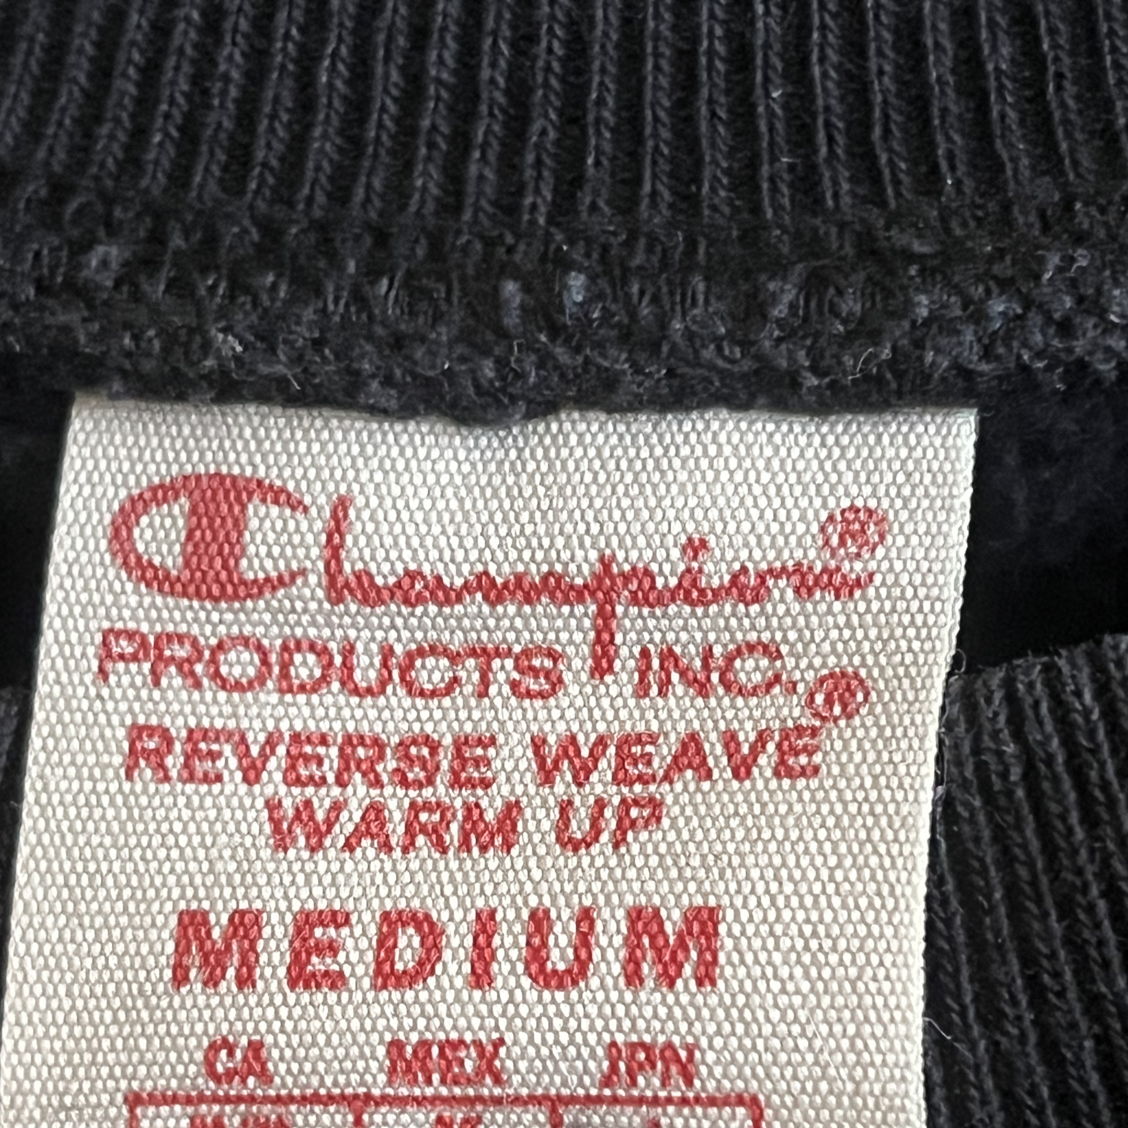 Champion®
PRODUCTS INC.
REVERSE WEAVE®
WARM UP
MEDIUM
CA MEX JPN